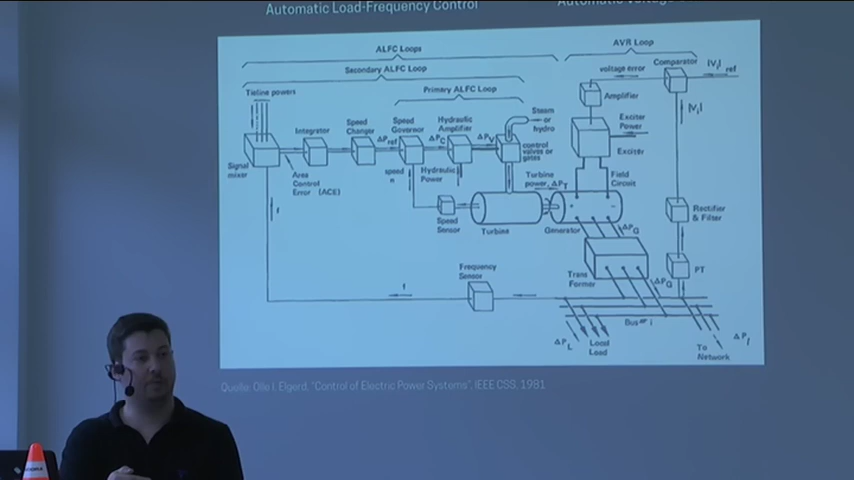 Automatic Load-Frequency Control
Automatic
ALFC Loops
AVR Loop
Secondary ALFC Loop
voltage error
Comparator
|Vi| ref
Tieline powers
Primary ALFC Loop
Amplifier
|Vi|
Integrator
Speed
Changer
Speed
Governor
Hydraulic
Amplifier
Steam
or
hydro
Exciter
Power
ΔPref
ΔPC
ΔPV
control
valves or
gates
Exciter
Signal
mixer
Area
Control
Error (ACE)
speed
Hydraulic
Power
Turbine
power, ΔPT
Field
Circuit
Rectifier
& Filter
Speed
Sensor
Turbine
Generator
ΔPG
Frequency
Sensor
Trans
Former
PT
ΔPG
f
Bus i
ΔPL
Local
Load
To
Network
Quelle: Olle I. Elgerd, "Control of Electric Power Systems", IEEE CSS, 1981